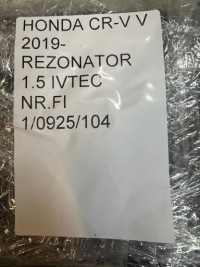 HONDA CR-V V
2019-
REZONATOR
1.5 IVTEC
NR.FI
1/0925/104